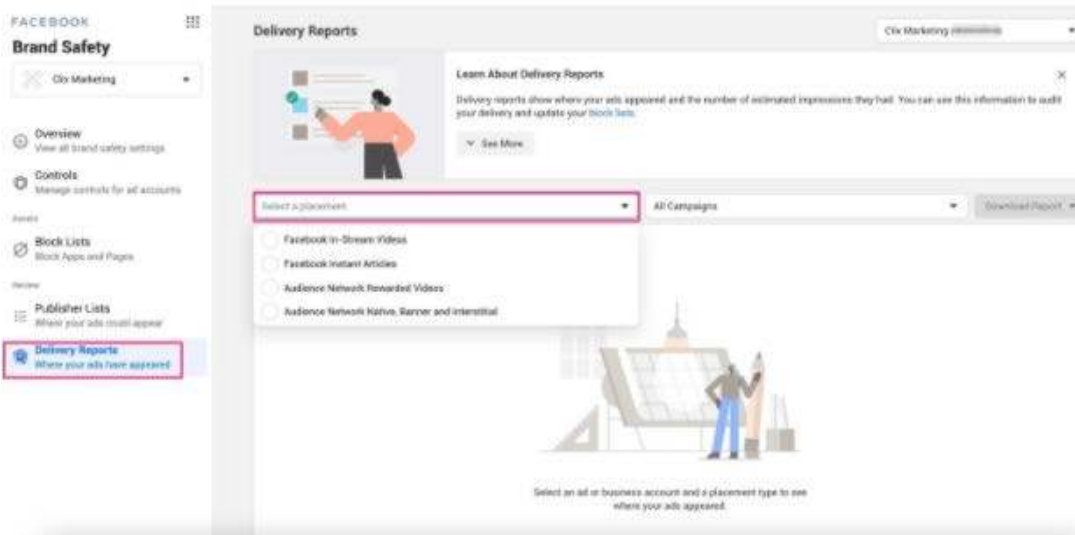 FACEBOOK
Brand Safety
Clix Marketing
Overview
View all brand safety settings
Controls
Manage controls for ad accounts
Assets
Block Lists
Block Apps and Pages
Review
Publisher Lists
Where your ads could appear
Delivery Reports
Where your ads have appeared
Delivery Reports
Clix Marketing
Learn About Delivery Reports
Delivery reports show where your ads appeared and the number of estimated impressions they had. You can use this information to audit
your delivery and update your block lists.
See More
Select a placement
All Campaigns
Download Report
Facebook In-Stream Videos
Facebook Instant Articles
Audience Network Rewarded Videos
Audience Network Native, Banner and Interstitial
Select an ad or business account and a placement type to see
where your ads appeared.